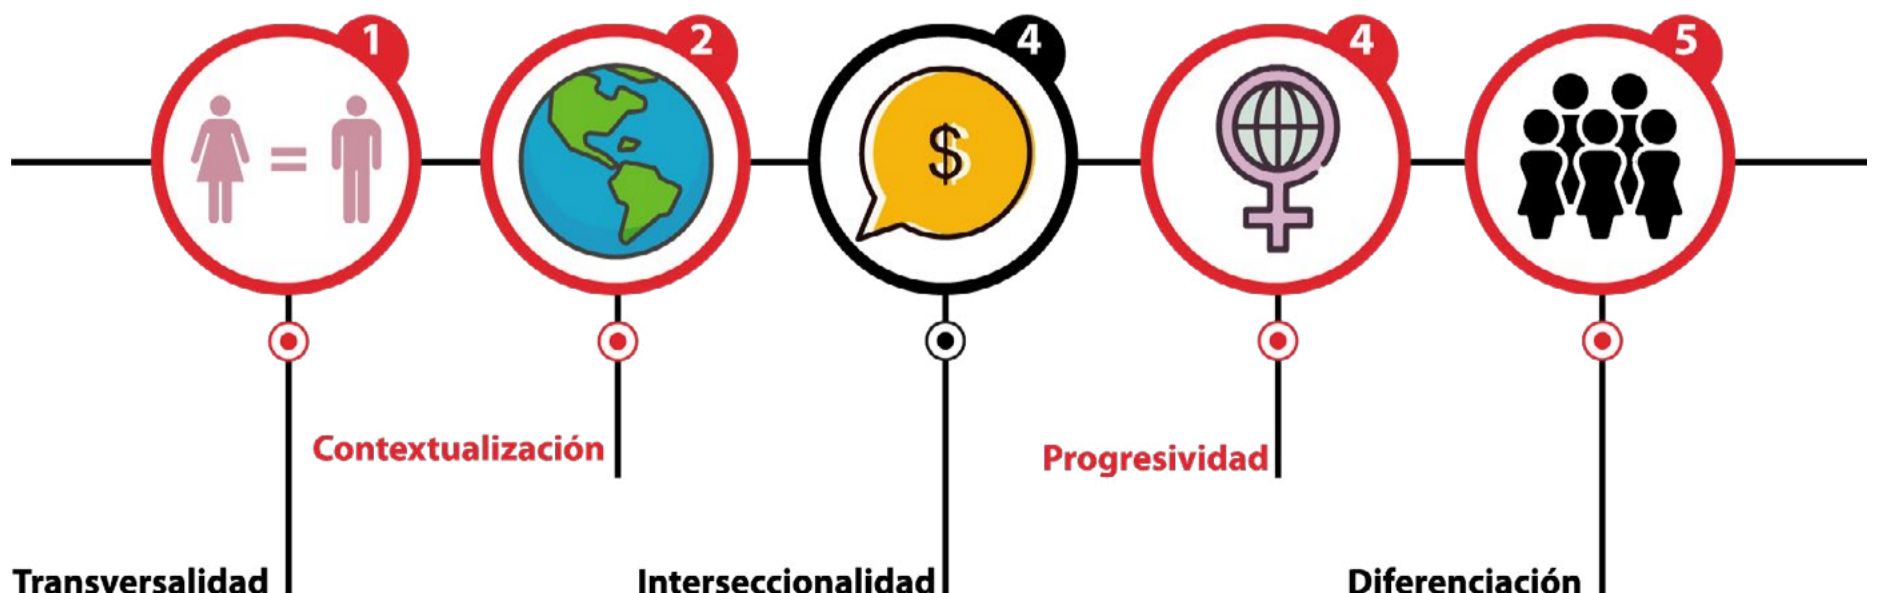 1
2
4
4
5
$
Contextualización
Progresividad
Transversalidad
Interseccionalidad
Diferenciación